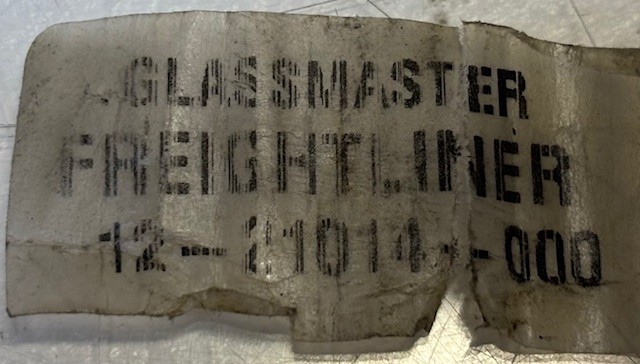 GLASSMASTER
FREIGHTLINER
12-21014-000